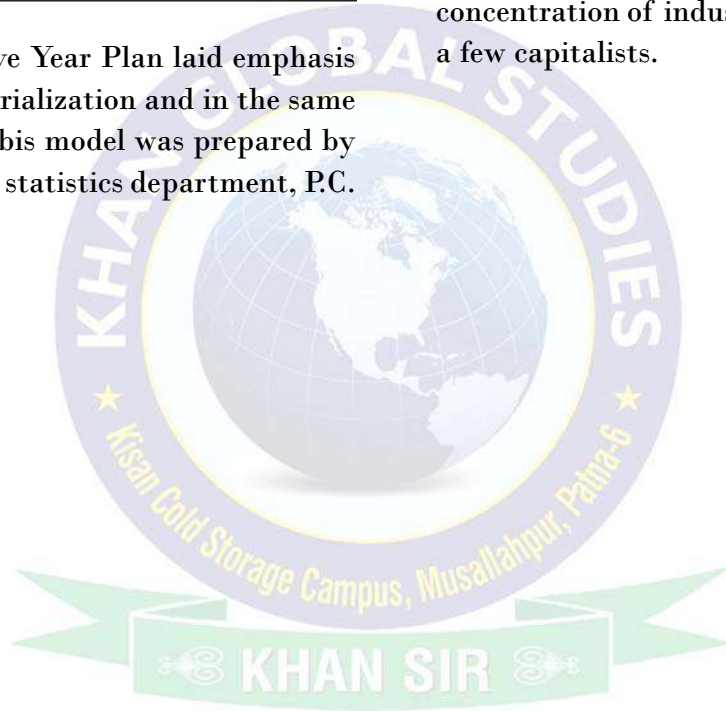 ve Year Plan laid emphasis
rialization and in the same
bis model was prepared by
statistics department, P.C.
concentration of indus
a few capitalists.
KHAN GLOBAL STUDIES
Kisan Cold Storage Campus, Musallahpur, Patna-6
KHAN SIR